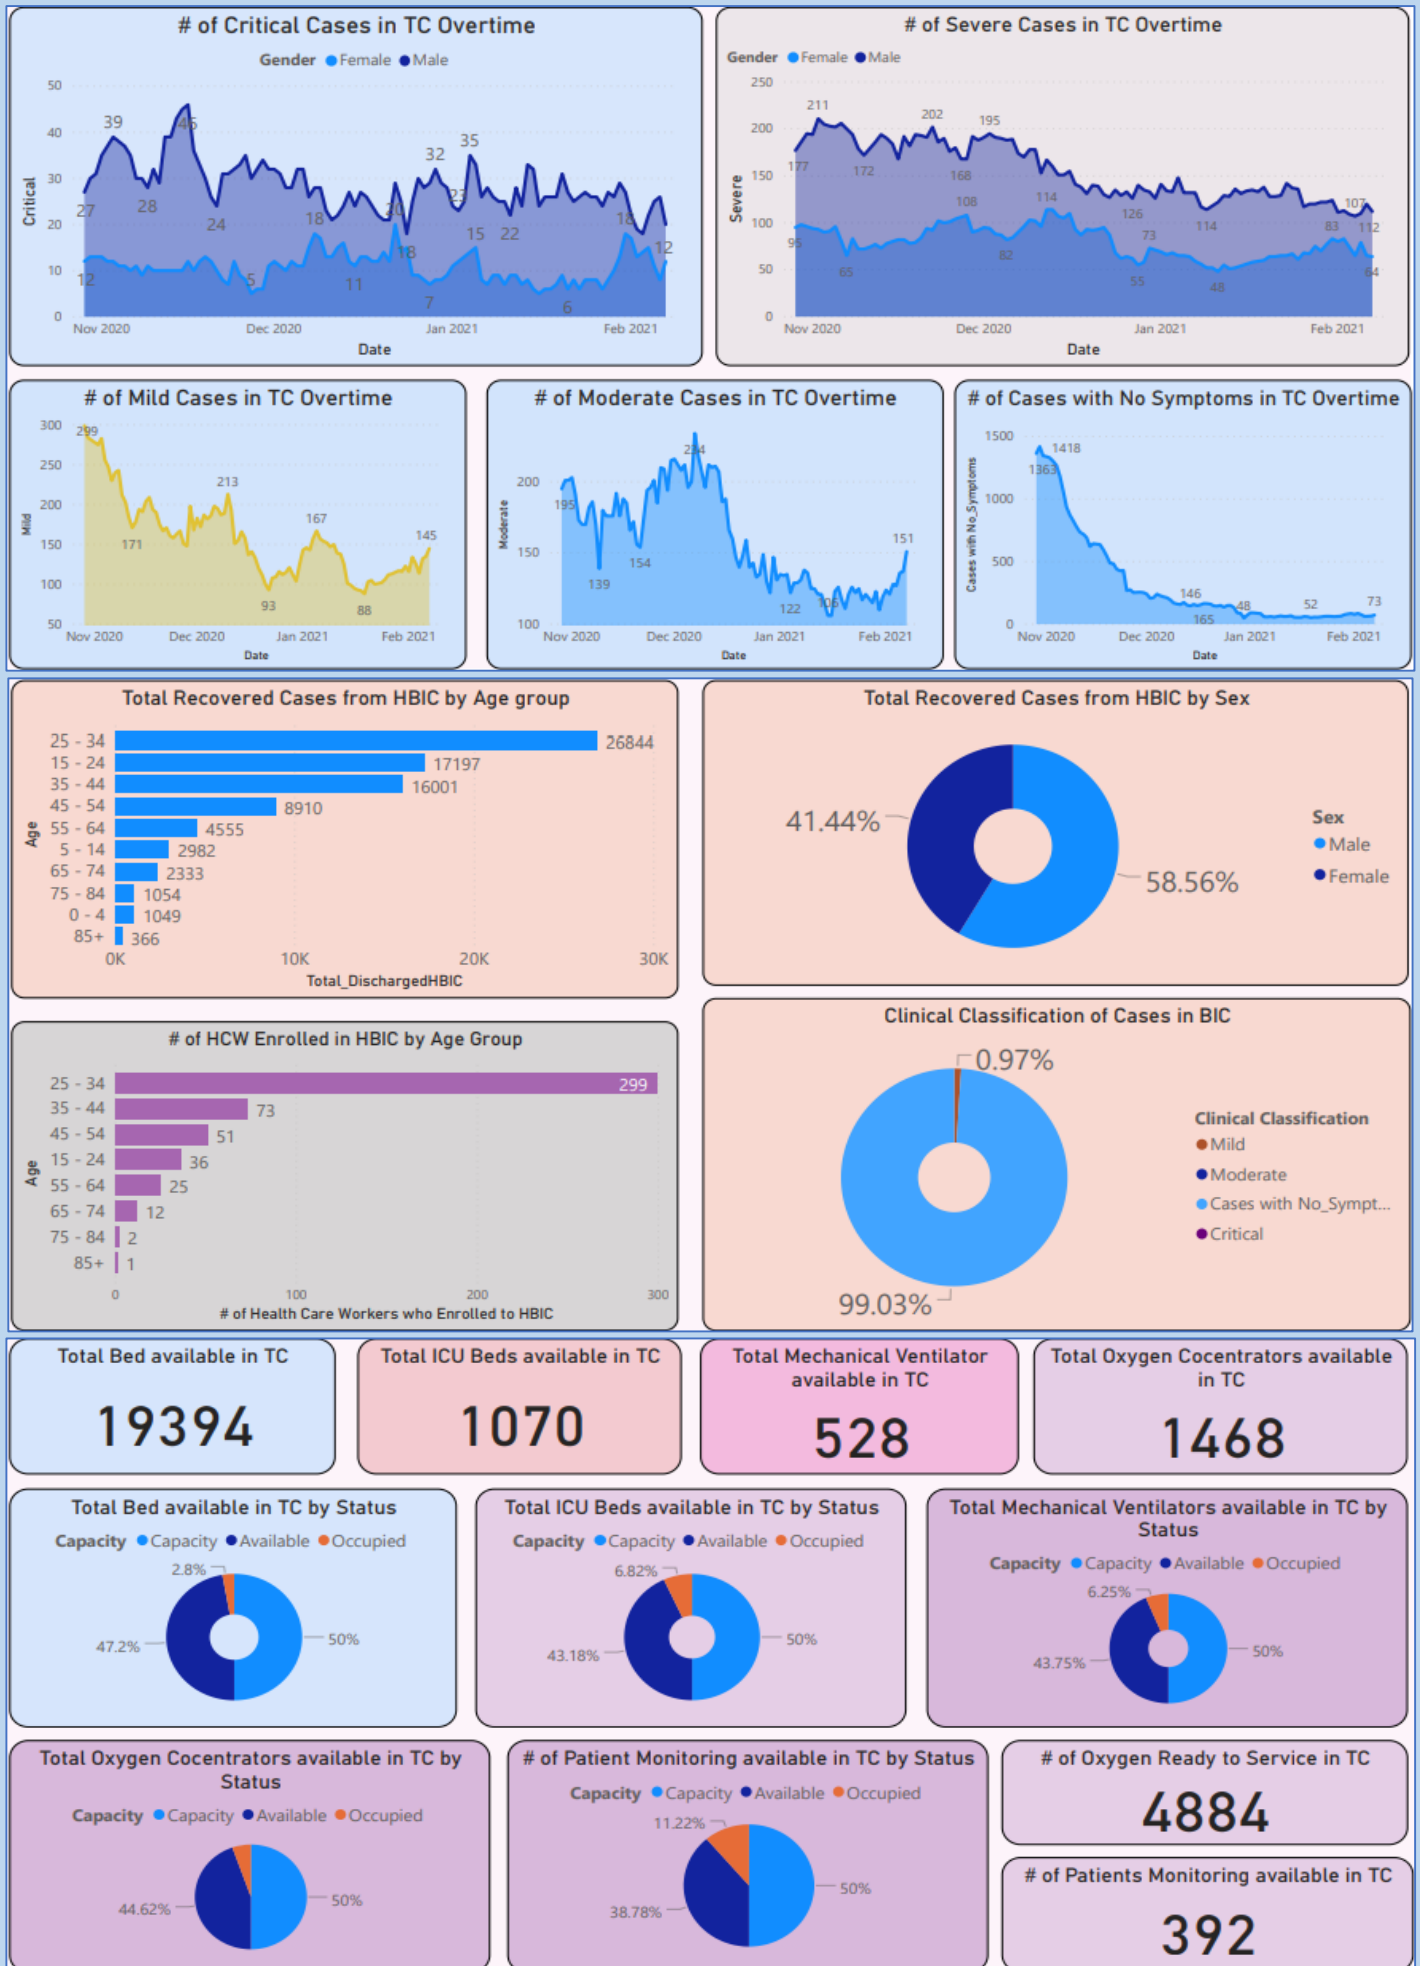 # of Critical Cases in TC Overtime
Gender Female Male
50
40
30
20
10
0
Critical
39
46
27
28
24
12
5
18
11
20
18
32
7
23
35
15
22
6
18
12
Nov 2020 Dec 2020 Jan 2021 Feb 2021
Date
# of Severe Cases in TC Overtime
Gender Female Male
250
200
150
100
50
0
Severe
211
177
172
202
168
195
95
65
108
82
114
126
73
55
114
48
83
107
112
64
Nov 2020 Dec 2020 Jan 2021 Feb 2021
Date
# of Mild Cases in TC Overtime
300
250
200
150
100
50
Mild
299
171
213
93
167
88
145
Nov 2020 Dec 2020 Jan 2021 Feb 2021
Date
# of Moderate Cases in TC Overtime
200
150
100
Moderate
195
139
154
234
122
106
151
Nov 2020 Dec 2020 Jan 2021 Feb 2021
Date
# of Cases with No Symptoms in TC Overtime
1500
1000
500
0
Cases with No_Symptoms
1418
1363
146
165
48
52
73
Nov 2020 Dec 2020 Jan 2021 Feb 2021
Date
Total Recovered Cases from HBIC by Age group
Age
25 - 34 26844
15 - 24 17197
35 - 44 16001
45 - 54 8910
55 - 64 4555
5 - 14 2982
65 - 74 2333
75 - 84 1054
0 - 4 1049
85+ 366
0K 10K 20K 30K
Total_DischargedHBIC
Total Recovered Cases from HBIC by Sex
41.44%
58.56%
Sex
Male
Female
# of HCW Enrolled in HBIC by Age Group
Age
25 - 34 299
35 - 44 73
45 - 54 51
15 - 24 36
55 - 64 25
65 - 74 12
75 - 84 2
85+ 1
0 100 200 300
# of Health Care Workers who Enrolled to HBIC
Clinical Classification of Cases in BIC
0.97%
99.03%
Clinical Classification
Mild
Moderate
Cases with No_Sympt...
Critical
Total Bed available in TC
19394
Total ICU Beds available in TC
1070
Total Mechanical Ventilator
available in TC
528
Total Oxygen Cocentrators available
in TC
1468
Total Bed available in TC by Status
Capacity Capacity Available Occupied
2.8%
47.2%
50%
Total ICU Beds available in TC by Status
Capacity Capacity Available Occupied
6.82%
43.18%
50%
Total Mechanical Ventilators available in TC by
Status
Capacity Capacity Available Occupied
6.25%
43.75%
50%
Total Oxygen Cocentrators available in TC by
Status
Capacity Capacity Available Occupied
44.62%
50%
# of Patient Monitoring available in TC by Status
Capacity Capacity Available Occupied
11.22%
38.78%
50%
# of Oxygen Ready to Service in TC
4884
# of Patients Monitoring available in TC
392